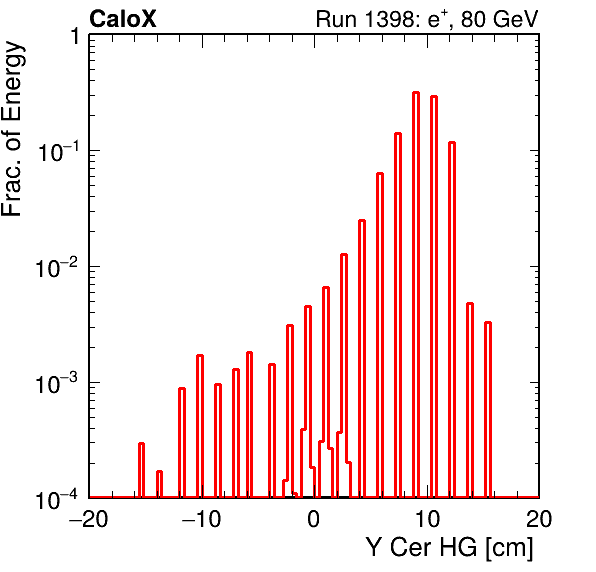 CaloX Run 1398: e⁺, 80 GeV
Frac. of Energy
1
10⁻¹
10⁻²
10⁻³
10⁻⁴
−20 −10 0 10 20
Y Cer HG [cm]